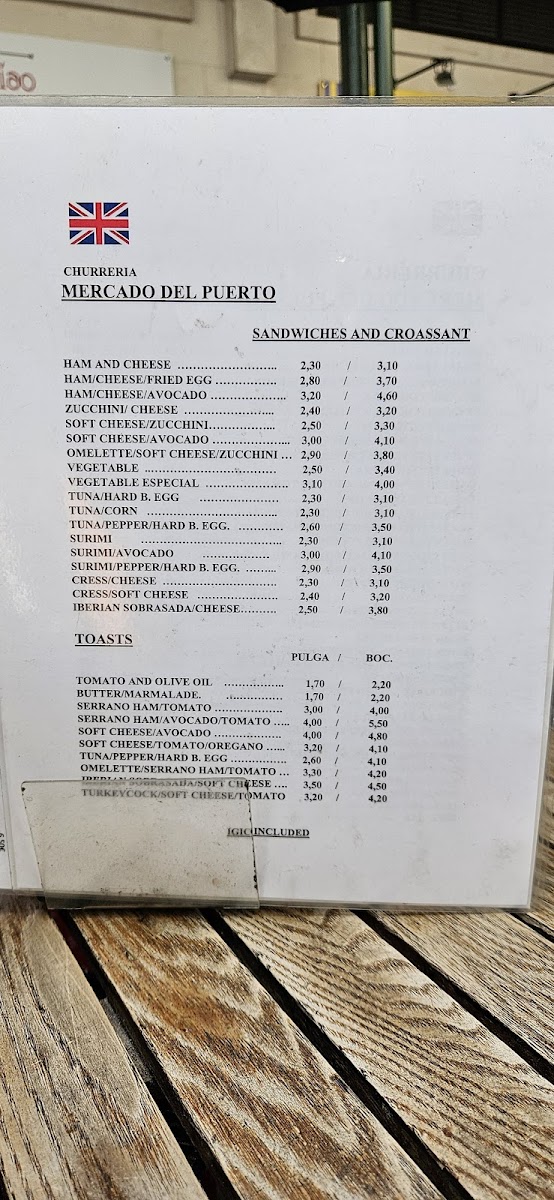 CHURRERIA
MERCADO DEL PUERTO
SANDWICHES AND CROASSANT
HAM AND CHEESE ........................... 2,30 / 3,10
HAM/CHEESE/FRIED EGG ................. 2,80 / 3,70
HAM/CHEESE/AVOCADO ..................... 3,20 / 4,60
ZUCCHINI/ CHEESE ......................... 2,40 / 3,20
SOFT CHEESE/ZUCCHINI.................. 2,50 / 3,30
SOFT CHEESE/AVOCADO ..................... 3,00 / 4,10
OMELETTE/SOFT CHEESE/ZUCCHINI ... 2,90 / 3,80
VEGETABLE .................................... 2,50 / 3,40
VEGETABLE ESPECIAL ....................... 3,10 / 4,00
TUNA/HARD B. EGG ...................... 2,30 / 3,10
TUNA/CORN ................................... 2,30 / 3,10
TUNA/PEPPER/HARD B. EGG. ............ 2,60 / 3,50
SURIMI ...................................... 2,30 / 3,10
SURIMI/AVOCADO ................... 3,00 / 4,10
SURIMI/PEPPER/HARD B. EGG. ........ 2,90 / 3,50
CRESS/CHEESE ............................... 2,30 / 3,10
CRESS/SOFT CHEESE ...................... 2,40 / 3,20
IBERIAN SOBRASADA/CHEESE.......... 2,50 / 3,80
TOASTS
PULGA / BOC.
TOMATO AND OLIVE OIL ................. 1,70 / 2,20
BUTTER/MARMALADE. ................ 1,70 / 2,20
SERRANO HAM/TOMATO ................... 3,00 / 4,00
SERRANO HAM/AVOCADO/TOMATO ..... 4,00 / 5,50
SOFT CHEESE/AVOCADO ................... 4,00 / 4,80
SOFT CHEESE/TOMATO/OREGANO ...... 3,20 / 4,10
TUNA/PEPPER/HARD B. EGG ................ 2,60 / 4,10
OMELETTE/SERRANO HAM/TOMATO ... 3,30 / 4,20
IBERIAN SOBRASADA/SOFT CHEESE .... 3,50 / 4,50
TURKEYCOCK/SOFT CHEESE/TOMATO 3,20 / 4,20
IGIC INCLUDED